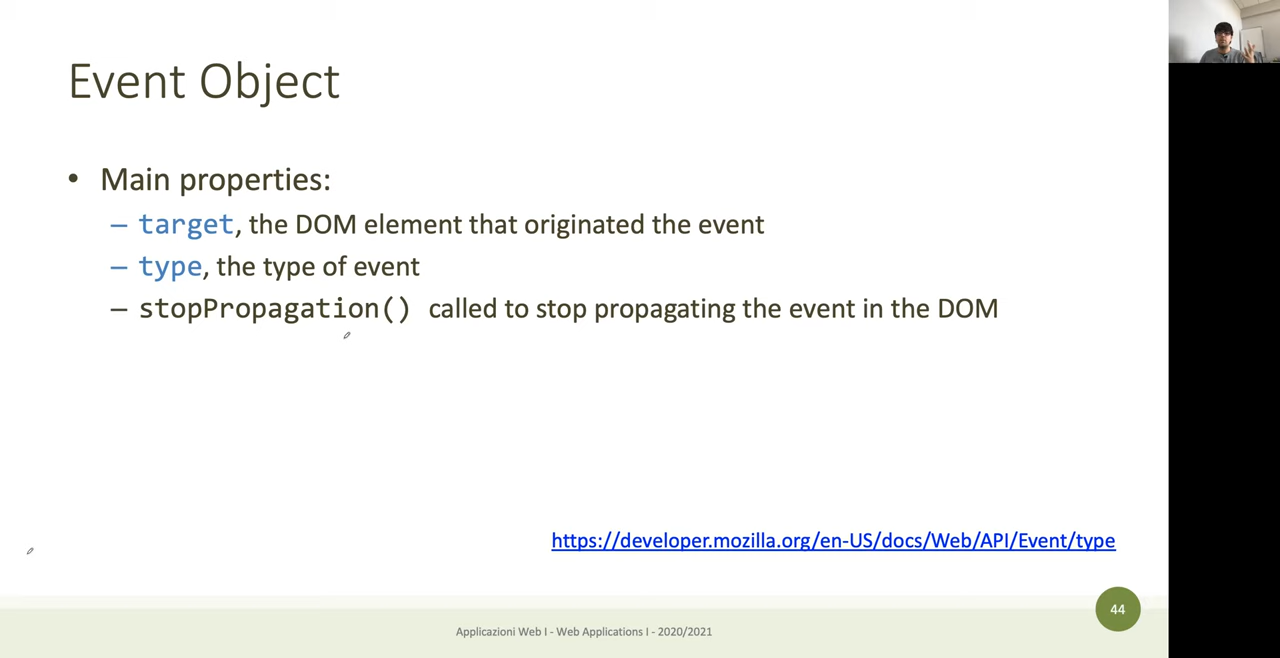 Event Object
• Main properties:
– target, the DOM element that originated the event
– type, the type of event
– stopPropagation() called to stop propagating the event in the DOM
https://developer.mozilla.org/en-US/docs/Web/API/Event/type
44
Applicazioni Web I - Web Applications I - 2020/2021